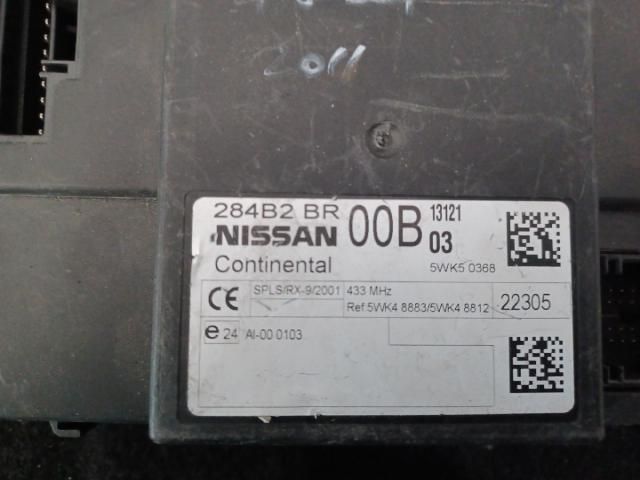 2011
284B2 BR 00B 13121
NISSAN 03
Continental 5WK5 0368
CE SPLS/RX-9/2001 433 MHz
Ref.5WK4 8883/5WK4 8812 22305
e 24 AI-00 0103